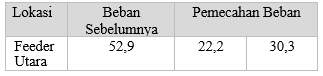 Lokasi Beban Sebelumnya Pemecahan Beban
Feeder Utara 52,9 22,2 30,3